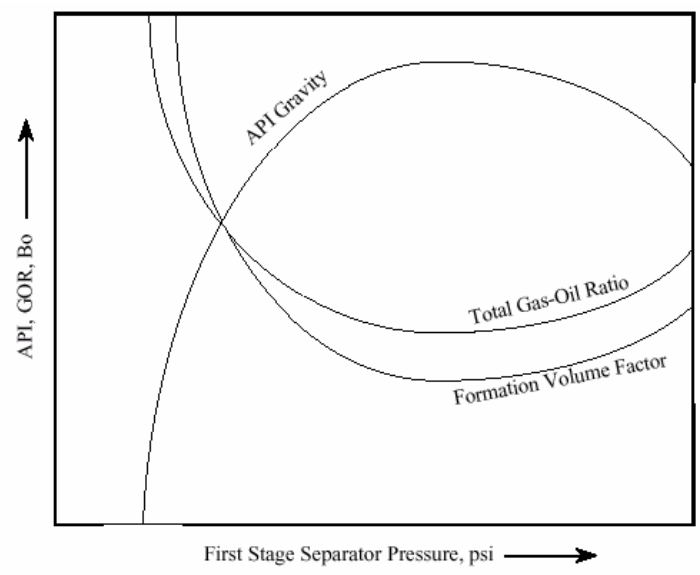 API Gravity
API, GOR, Bo
Total Gas-Oil Ratio
Formation Volume Factor
First Stage Separator Pressure, psi